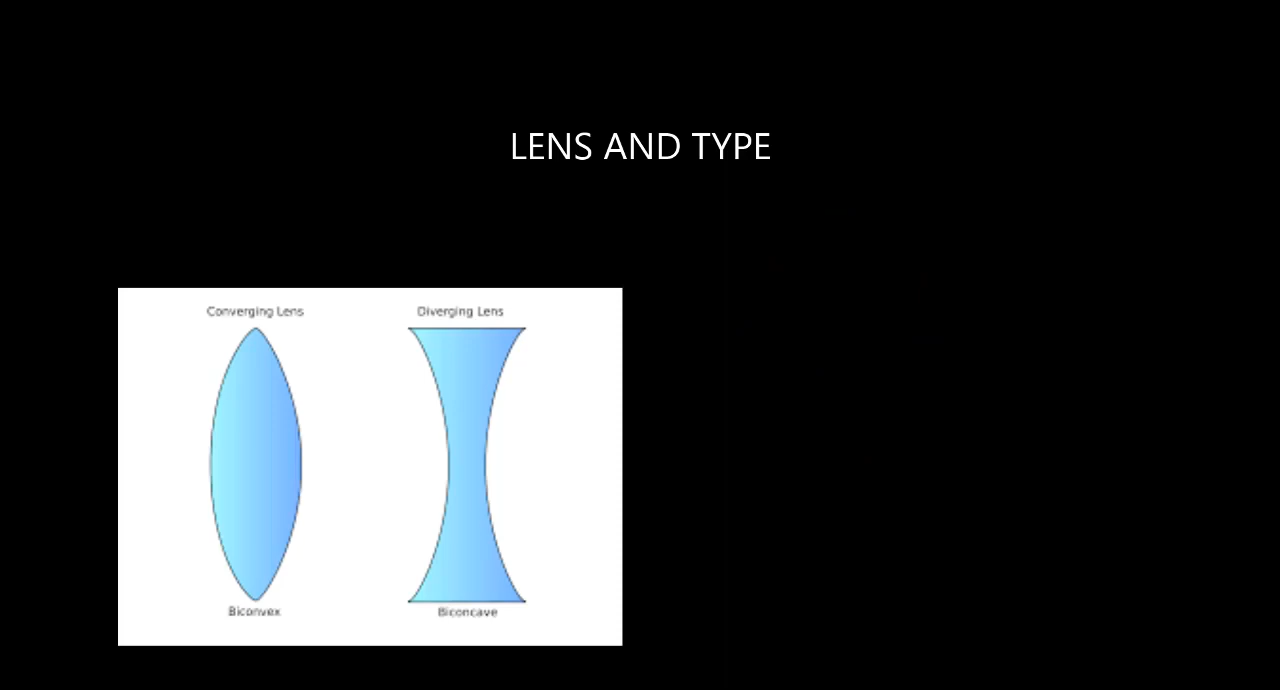 LENS AND TYPE
Converging Lens
Diverging Lens
Biconvex
Biconcave